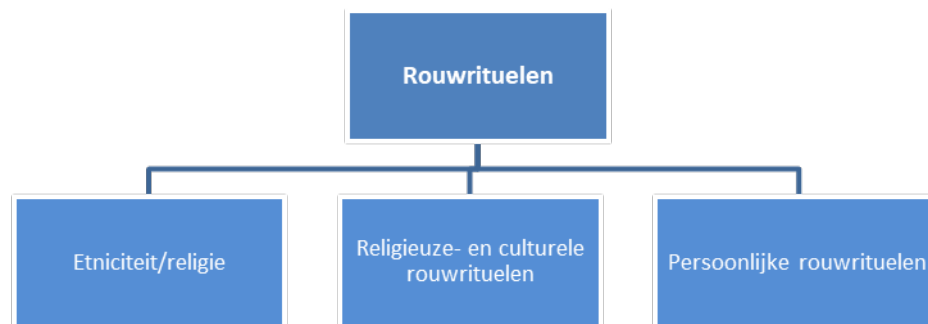 Rouwrituelen
Etniciteit/religie
Religieuze- en culturele
rouwrituelen
Persoonlijke rouwrituelen